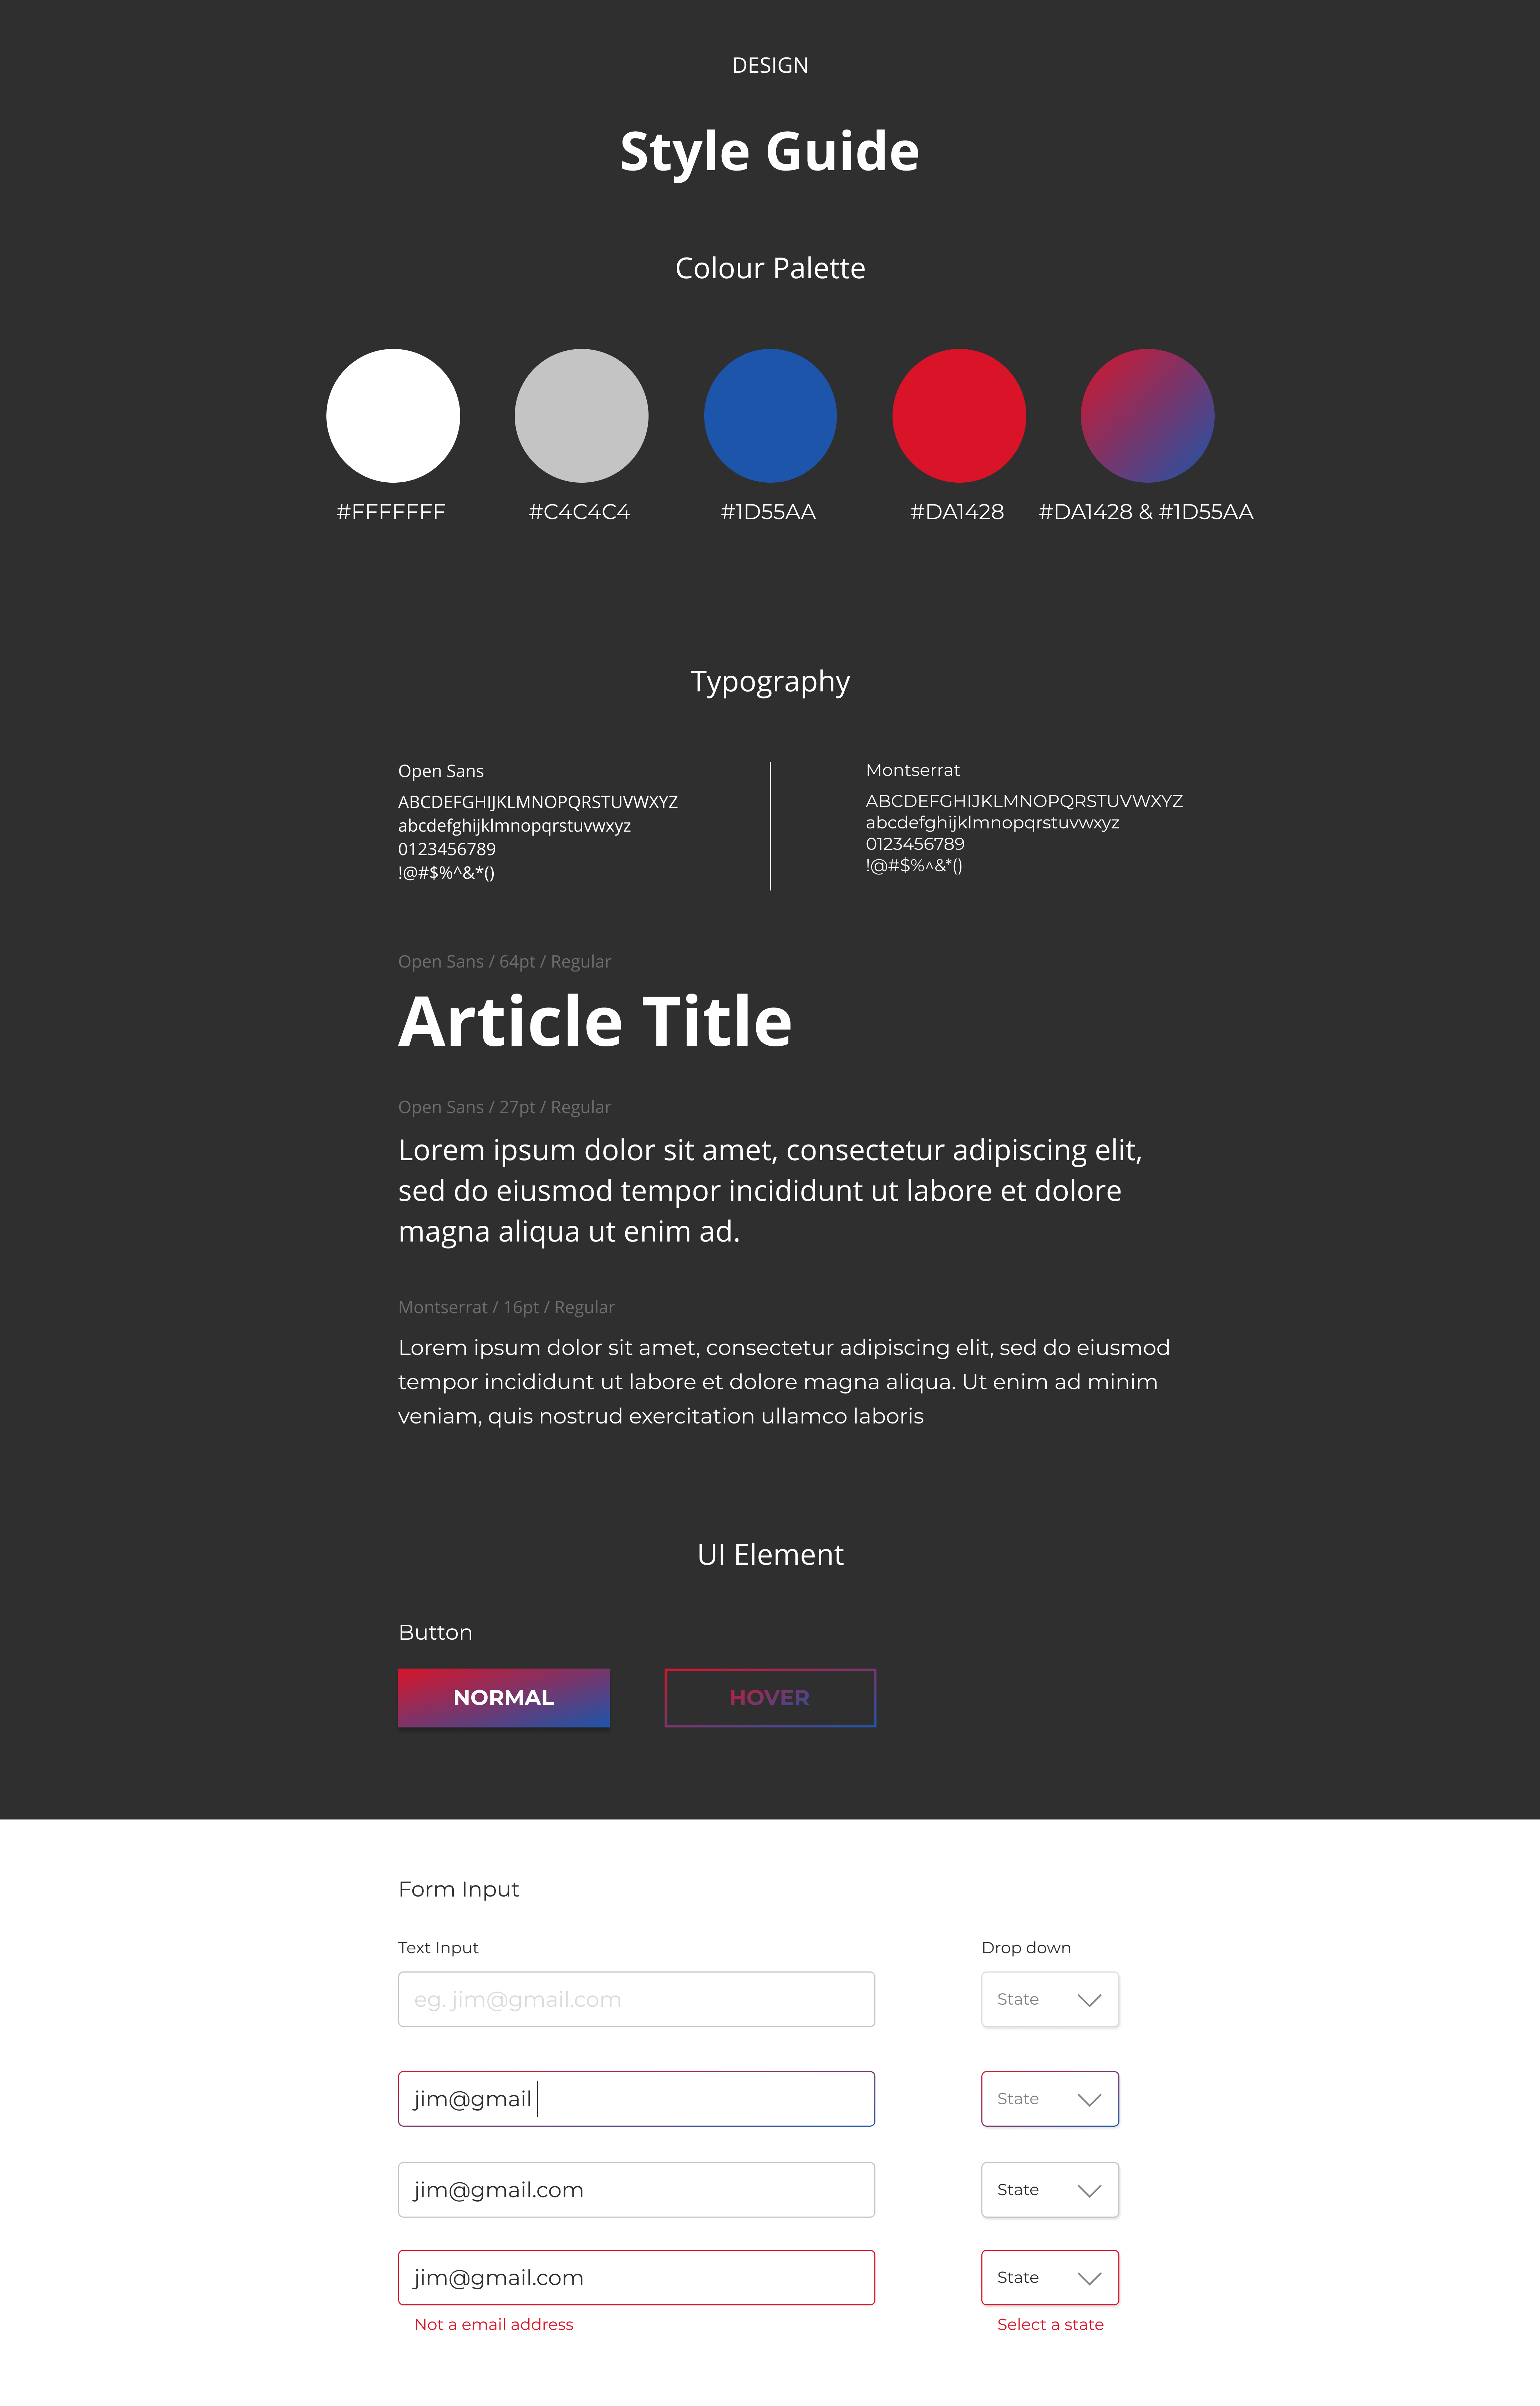 DESIGN
Style Guide
Colour Palette
#FFFFFFF
#C4C4C4
#1D55AA
#DA1428
#DA1428 & #1D55AA
Typography
Open Sans
ABCDEFGHIJKLMNOPQRSTUVWXYZ
abcdefghijklmnopqrstuvwxyz
0123456789
!@#$%^&*()
Montserrat
ABCDEFGHIJKLMNOPQRSTUVWXYZ
abcdefghijklmnopqrstuvwxyz
0123456789
!@#$%^&*()
Open Sans / 64pt / Regular
Article Title
Open Sans / 27pt / Regular
Lorem ipsum dolor sit amet, consectetur adipiscing elit,
sed do eiusmod tempor incididunt ut labore et dolore
magna aliqua ut enim ad.
Montserrat / 16pt / Regular
Lorem ipsum dolor sit amet, consectetur adipiscing elit, sed do eiusmod
tempor incididunt ut labore et dolore magna aliqua. Ut enim ad minim
veniam, quis nostrud exercitation ullamco laboris
UI Element
Button
NORMAL
HOVER
Form Input
Text Input
Drop down
eg. jim@gmail.com
State
jim@gmail
State
jim@gmail.com
State
jim@gmail.com
State
Not a email address
Select a state